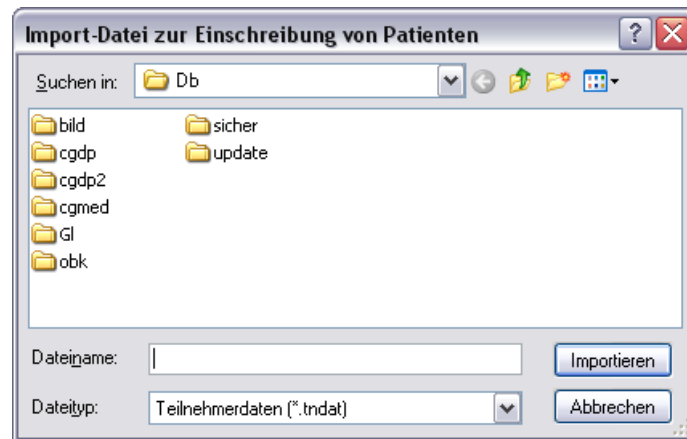 Import-Datei zur Einschreibung von Patienten
Suchen in: Db
bild sicher
cgdp update
cgdp2
cgmed
Gl
obk
Dateiname: Importieren
Dateityp: Teilnehmerdaten (*.tndat) Abbrechen